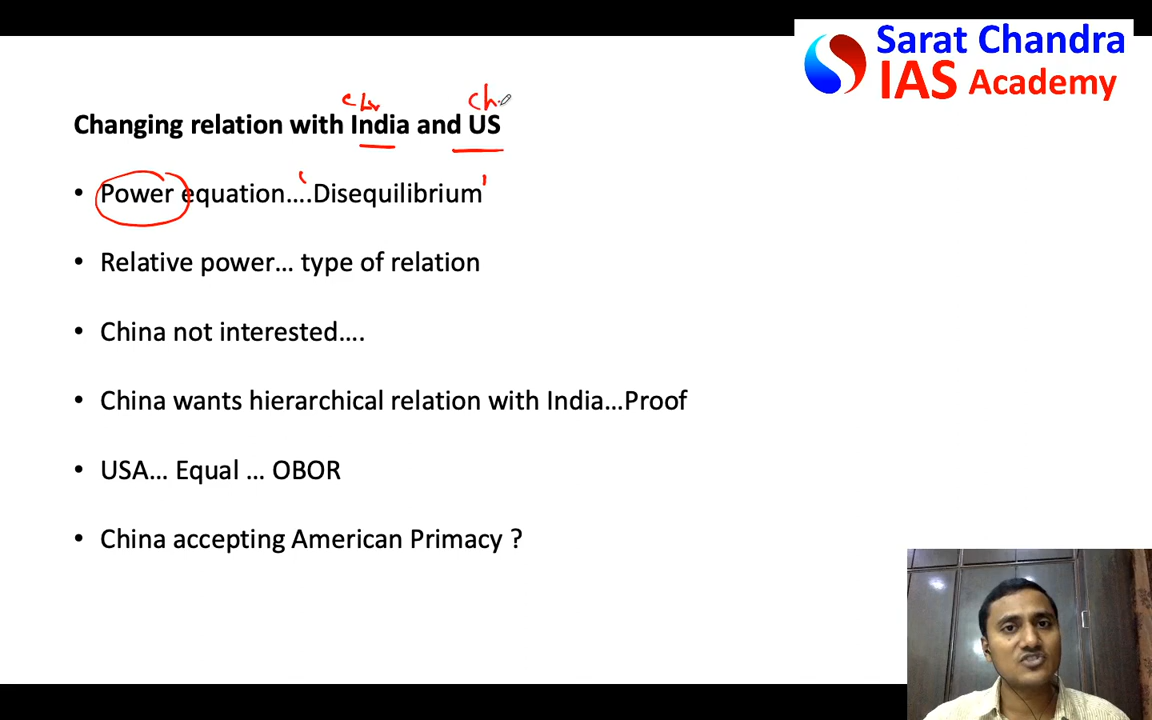 Sarat Chandra
IAS Academy
Ch
Changing relation with India and US
• Power equation….Disequilibrium
• Relative power… type of relation
• China not interested….
• China wants hierarchical relation with India…Proof
• USA… Equal … OBOR
• China accepting American Primacy ?